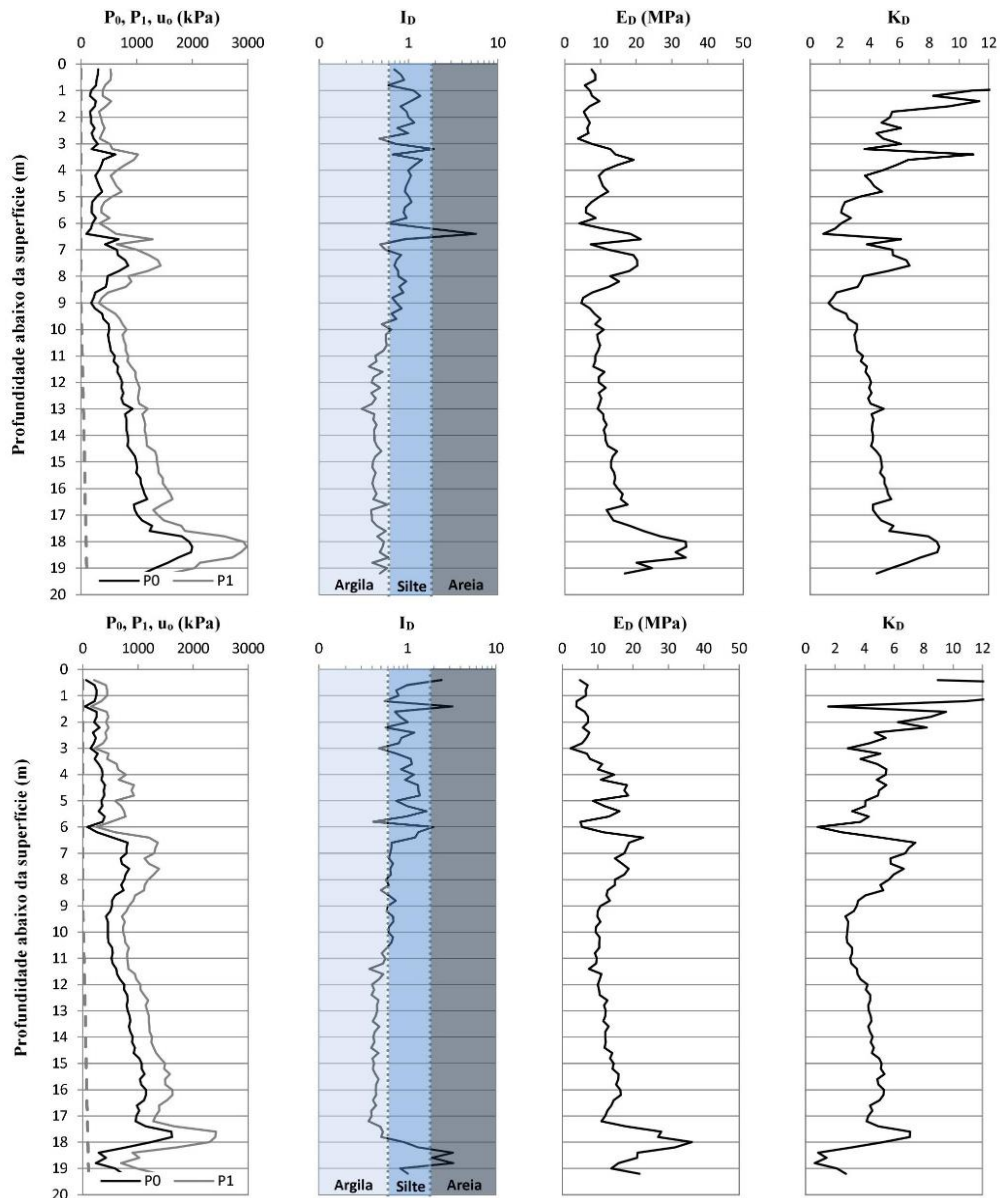 P₀, P₁, uₒ (kPa)
I_D
E_D (MPa)
K_D
0 1000 2000 3000
0 1 10
0 10 20 30 40 50
0 2 4 6 8 10 12
Profundidade abaixo da superfície (m)
0
1
2
3
4
5
6
7
8
9
10
11
12
13
14
15
16
17
18
19
20
P0 P1
Argila Silte Areia
P₀, P₁, uₒ (kPa)
I_D
E_D (MPa)
K_D
0 1000 2000 3000
0 1 10
0 10 20 30 40 50
0 2 4 6 8 10 12
Profundidade abaixo da superfície (m)
0
1
2
3
4
5
6
7
8
9
10
11
12
13
14
15
16
17
18
19
20
P0 P1
Argila Silte Areia